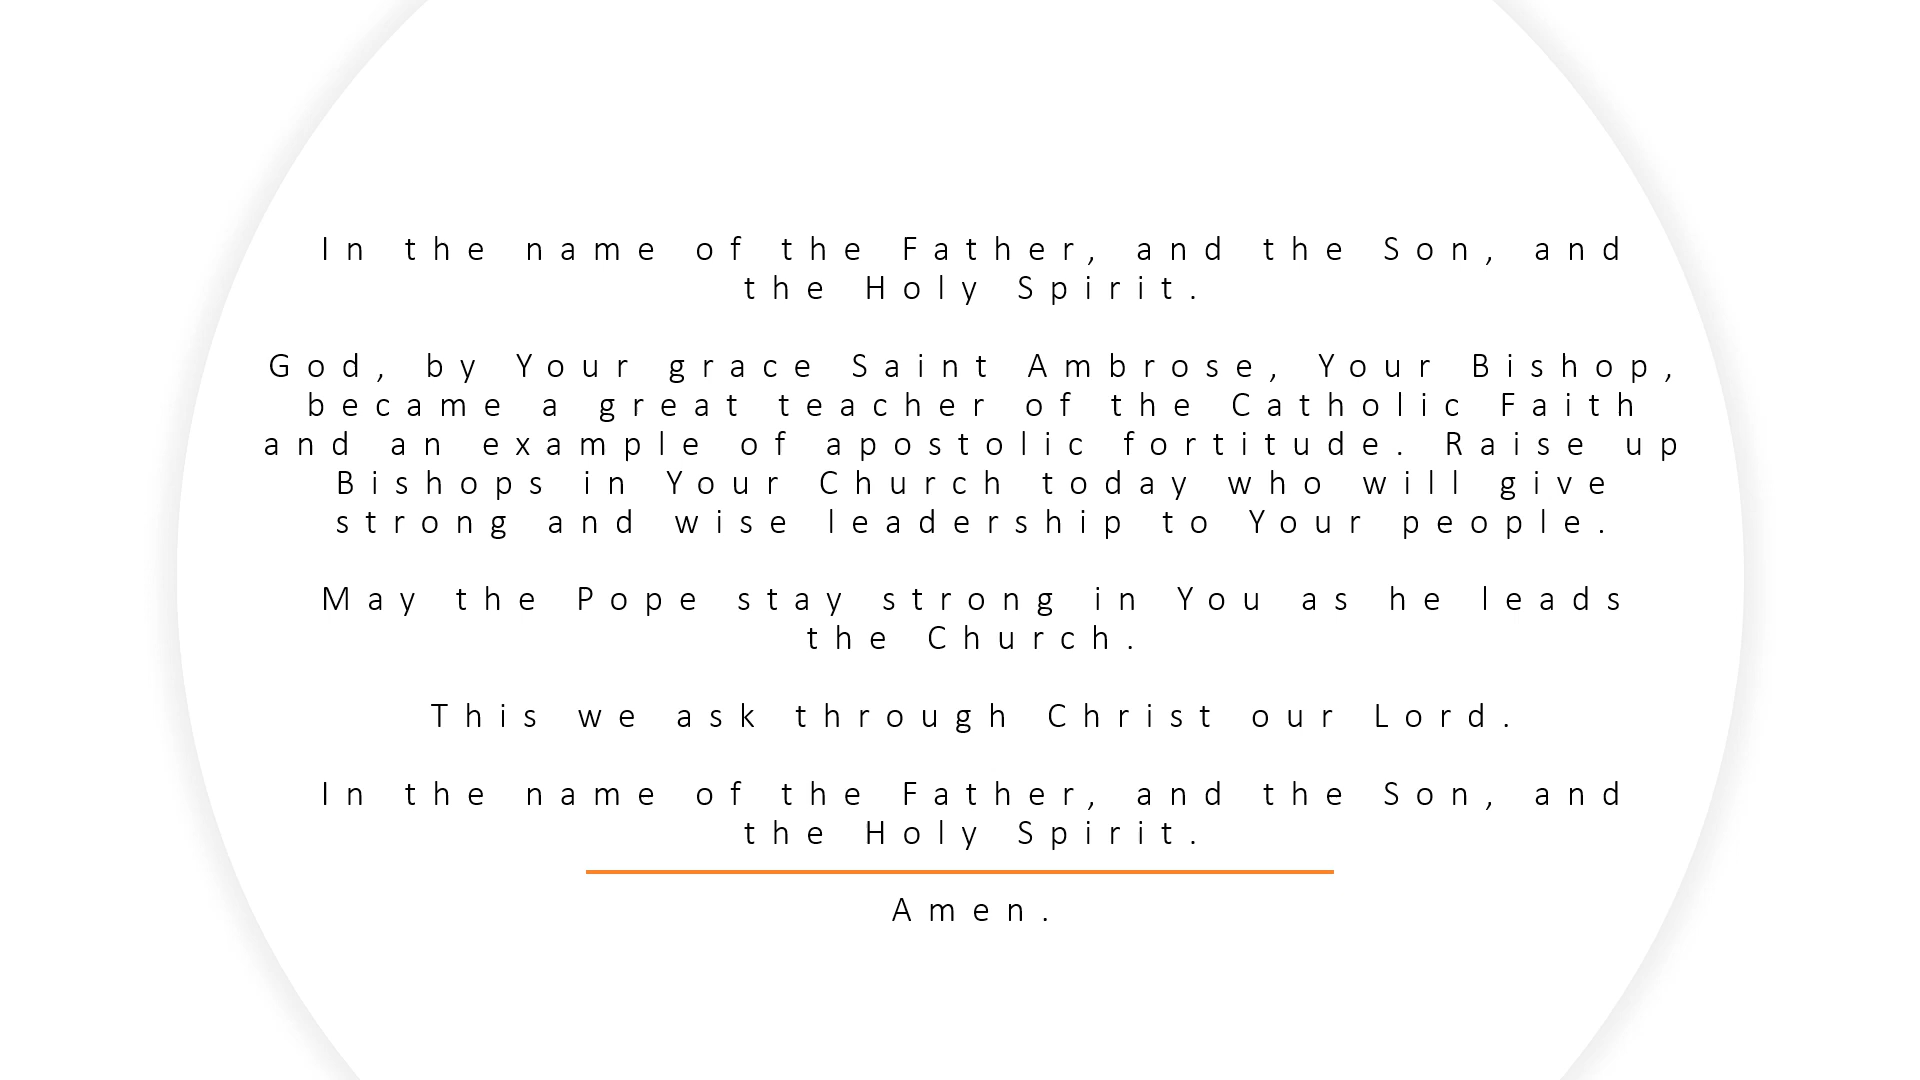 In the name of the Father, and the Son, and
the Holy Spirit.
God, by Your grace Saint Ambrose, Your Bishop,
became a great teacher of the Catholic Faith
and an example of apostolic fortitude. Raise up
Bishops in Your Church today who will give
strong and wise leadership to Your people.
May the Pope stay strong in You as he leads
the Church.
This we ask through Christ our Lord.
In the name of the Father, and the Son, and
the Holy Spirit.
Amen.